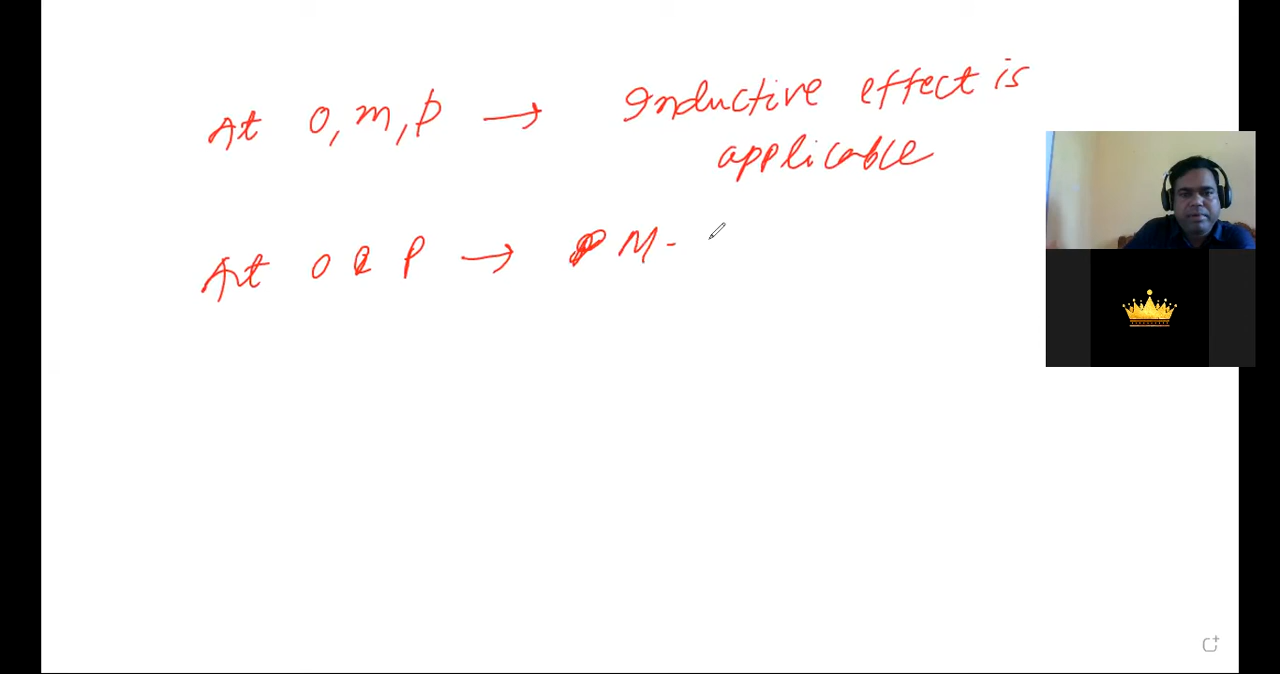 At o, m, p → Inductive effect is
applicable
At o & p → M-